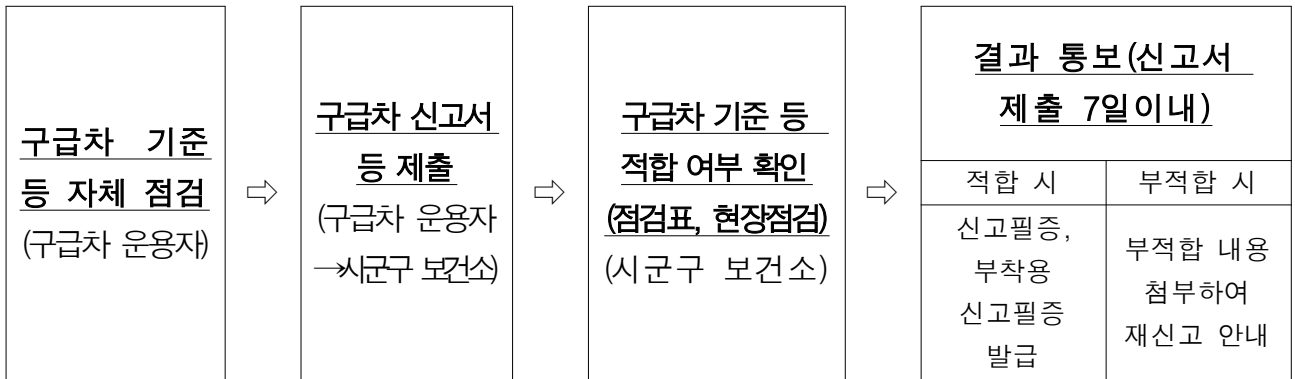 구급차 기준
등 자체 점검
(구급차 운용자)
⇨
구급차 신고서
등 제출
(구급차 운용자
→시군구 보건소)
⇨
구급차 기준 등
적합 여부 확인
(점검표, 현장점검)
(시군구 보건소)
⇨
결과 통보(신고서
제출 7일이내)
적합 시
신고필증,
부착용
신고필증
발급
부적합 시
부적합 내용
첨부하여
재신고 안내